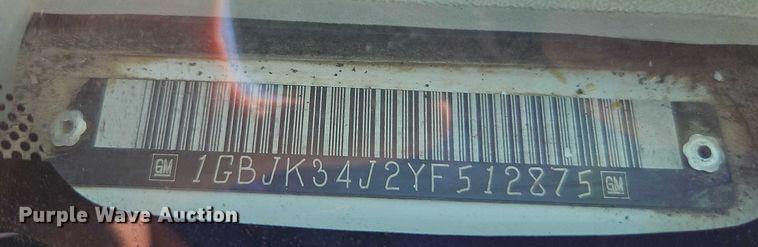 GM 1GBJK34J2YF512875 GM
Purple Wave Auction